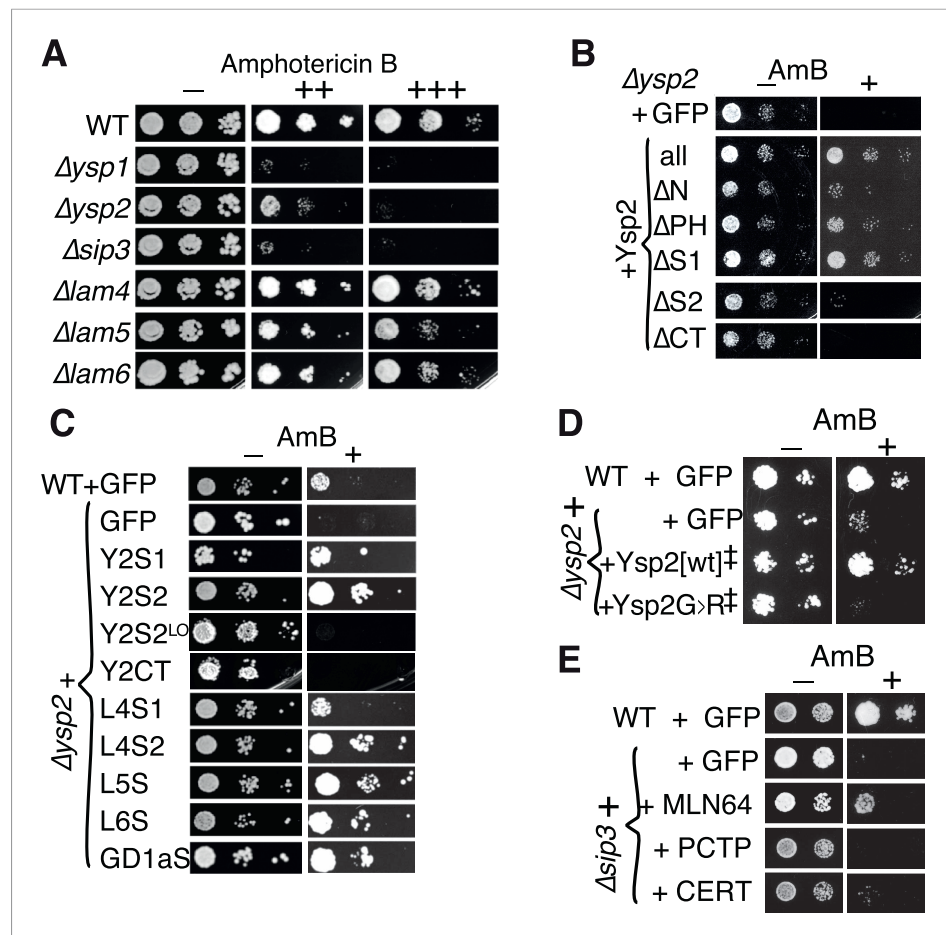 A
Amphotericin B
– ++ +++
WT
Δysp1
Δysp2
Δsip3
Δlam4
Δlam5
Δlam6
B
Δysp2 AmB
– +
+ GFP
+Ysp2
all
ΔN
ΔPH
ΔS1
ΔS2
ΔCT
C
AmB
– +
WT+GFP
Δysp2 +
GFP
Y2S1
Y2S2
Y2S2LO
Y2CT
L4S1
L4S2
L5S
L6S
GD1aS
D
AmB
– +
WT + GFP
Δysp2 +
+ GFP
+Ysp2[wt]‡
+Ysp2G>R‡
E
AmB
– +
WT + GFP
Δsip3 +
+ GFP
+ MLN64
+ PCTP
+ CERT